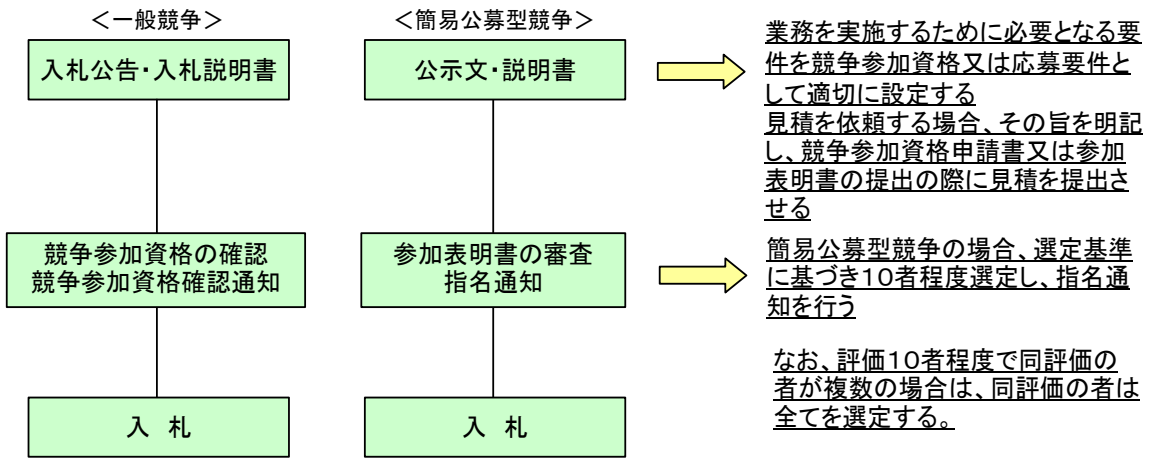 ＜一般競争＞
＜簡易公募型競争＞
入札公告・入札説明書
公示文・説明書
業務を実施するために必要となる要
件を競争参加資格又は応募要件と
して適切に設定する
見積を依頼する場合、その旨を明記
し、競争参加資格申請書又は参加
表明書の提出の際に見積を提出さ
せる
競争参加資格の確認
競争参加資格確認通知
参加表明書の審査
指名通知
簡易公募型競争の場合、選定基準
に基づき１０者程度選定し、指名通
知を行う
なお、評価１０者程度で同評価の
者が複数の場合は、同評価の者は
全てを選定する。
入 札
入 札